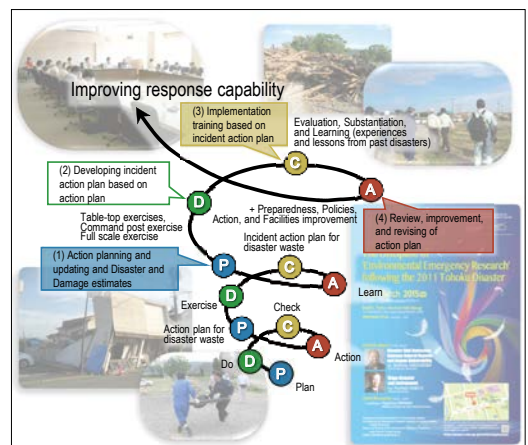 Improving response capability
(3) Implementation
training based on
incident action plan
Evaluation, Substantiation,
and Learning (experiences
and lessons from past disasters)
C
(2) Developing incident
action plan based on
action plan
D
A
+ Preparedness, Policies,
Action, and Facilities improvement
(4) Review, improvement,
and revising of
action plan
Table-top exercises,
Command post exercise
Full scale exercise
Incident action plan for
disaster waste
(1) Action planning and
updating and Disaster and
Damage estimates
P
C
A
Learn
Environmental Emergency Research
following the 2011 Tohoku Disaster
D
Exercise
Check
Action plan for
disaster waste
P
C
A
Action
D
Do
P
Plan